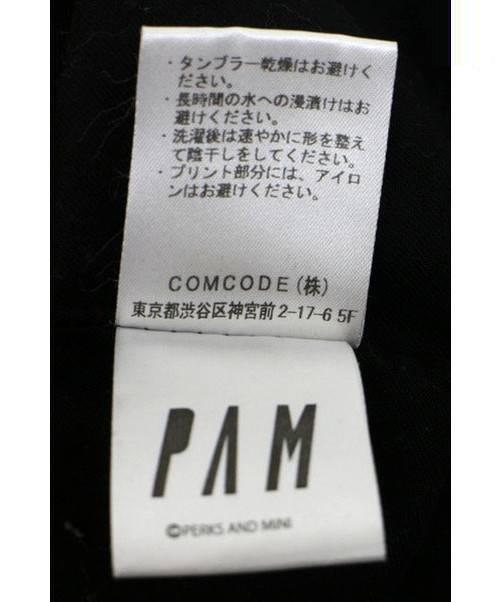 ・タンブラー乾燥はお避けく
ださい。
・長時間の水への浸漬けはお
避けください。
・洗濯後は速やかに形を整え
て陰干しをしてください。
・プリント部分には、アイロ
ンはお避けください。
COMCODE(株)
東京都渋谷区神宮前2-17-6 5F
PAM
©PERKS AND MINI